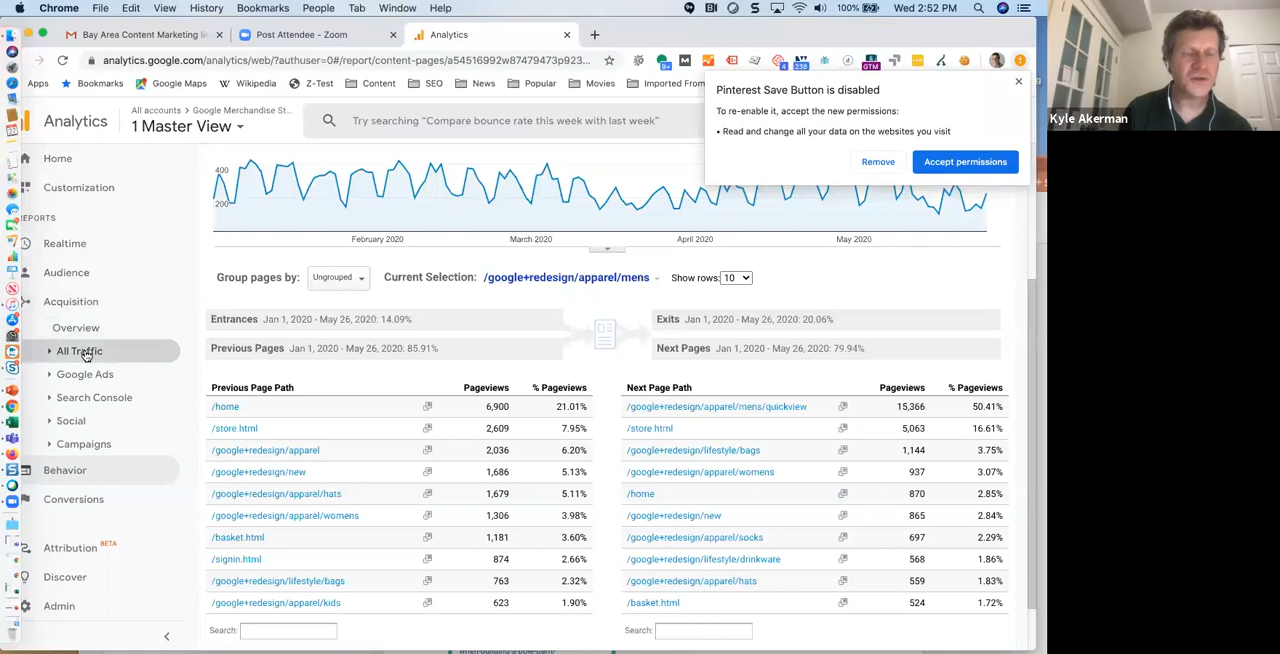 Chrome File Edit View History Bookmarks People Tab Window Help 100% Wed 2:52 PM
Bay Area Content Marketing li × Post Attendee - Zoom × Analytics × +
analytics.google.com/analytics/web/?authuser=0#/report/content-pages/a54516992w87479473p923...
Apps Bookmarks Google Maps Wikipedia Z-Test Content SEO News Popular Movies Imported From
Pinterest Save Button is disabled
To re-enable it, accept the new permissions:
• Read and change all your data on the websites you visit
Remove Accept permissions
Kyle Akerman
Analytics
All accounts > Google Merchandise St...
1 Master View
Try searching “Compare bounce rate this week with last week”
Home
Customization
REPORTS
Realtime
Audience
Acquisition
Overview
All Traffic
Google Ads
Search Console
Social
Campaigns
Behavior
Conversions
Attribution BETA
Discover
Admin
400
200
February 2020 March 2020 April 2020 May 2020
Group pages by: Ungrouped Current Selection: /google+redesign/apparel/mens Show rows: 10
Entrances Jan 1, 2020 - May 26, 2020: 14.09%
Previous Pages Jan 1, 2020 - May 26, 2020: 85.91%
Exits Jan 1, 2020 - May 26, 2020: 20.06%
Next Pages Jan 1, 2020 - May 26, 2020: 79.94%
Previous Page Path Pageviews % Pageviews
/home 6,900 21.01%
/store.html 2,609 7.95%
/google+redesign/apparel 2,036 6.20%
/google+redesign/new 1,686 5.13%
/google+redesign/apparel/hats 1,679 5.11%
/google+redesign/apparel/womens 1,306 3.98%
/basket.html 1,181 3.60%
/signin.html 874 2.66%
/google+redesign/lifestyle/bags 763 2.32%
/google+redesign/apparel/kids 623 1.90%
Search:
Next Page Path Pageviews % Pageviews
/google+redesign/apparel/mens/quickview 15,366 50.41%
/store.html 5,063 16.61%
/google+redesign/lifestyle/bags 1,144 3.75%
/google+redesign/apparel/womens 937 3.07%
/home 870 2.85%
/google+redesign/new 865 2.84%
/google+redesign/apparel/socks 697 2.29%
/google+redesign/lifestyle/drinkware 568 1.86%
/google+redesign/apparel/hats 559 1.83%
/basket.html 524 1.72%
Search: